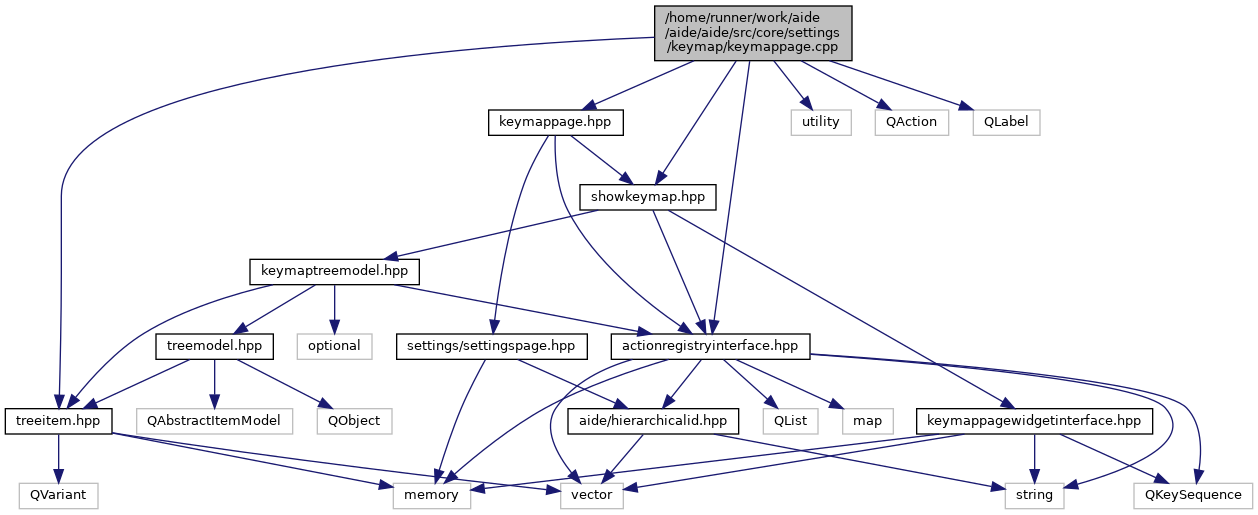 /home/runner/work/aide
/aide/aide/src/core/settings
/keymap/keymappage.cpp
keymappage.hpp
utility
QAction
QLabel
showkeymap.hpp
keymaptreemodel.hpp
treemodel.hpp
optional
settings/settingspage.hpp
actionregistryinterface.hpp
treeitem.hpp
QAbstractItemModel
QObject
aide/hierarchicalid.hpp
QList
map
keymappagewidgetinterface.hpp
QVariant
memory
vector
string
QKeySequence